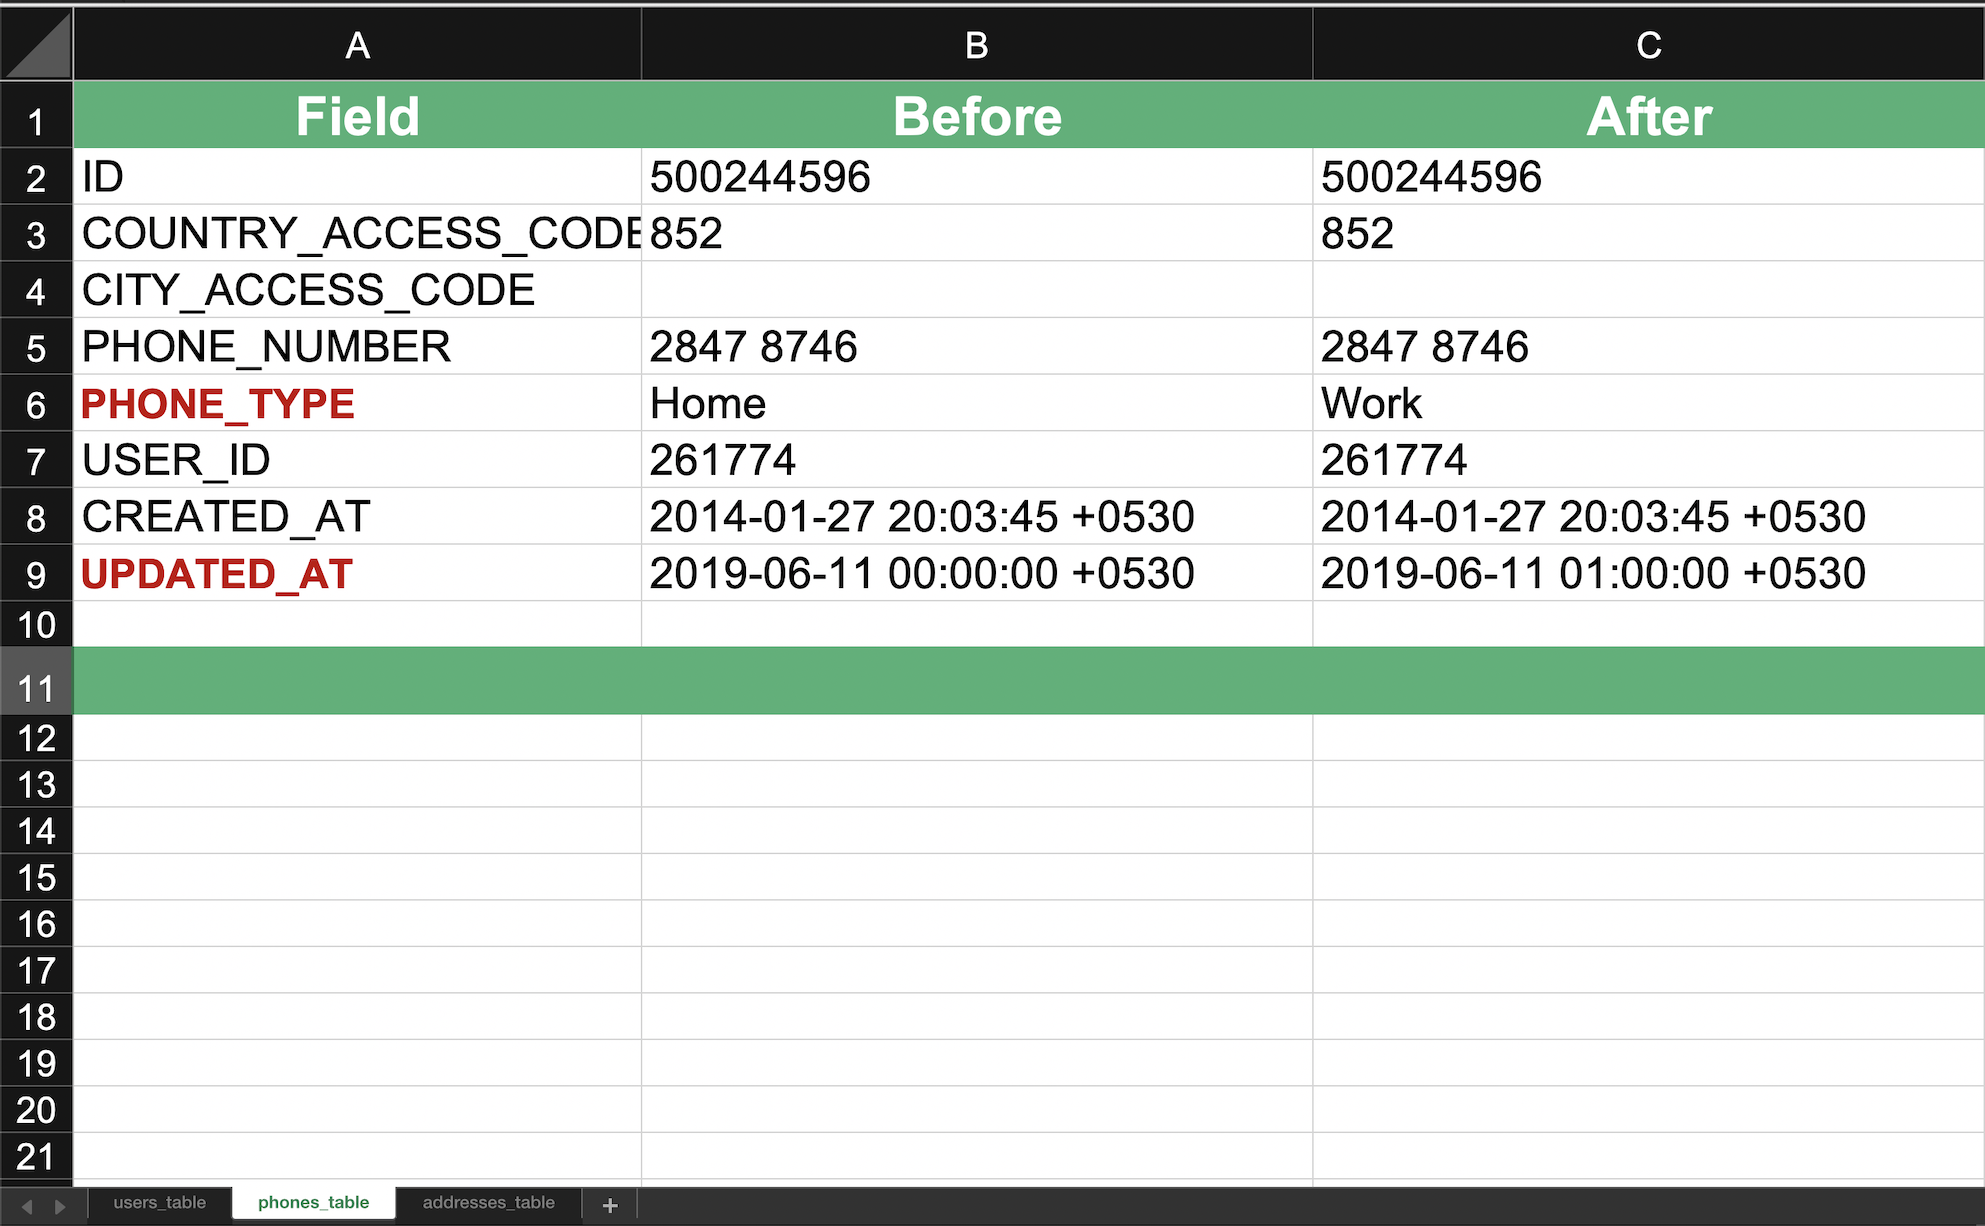 A B C
1 Field Before After
2 ID 500244596 500244596
3 COUNTRY_ACCESS_CODE 852 852
4 CITY_ACCESS_CODE
5 PHONE_NUMBER 2847 8746 2847 8746
6 PHONE_TYPE Home Work
7 USER_ID 261774 261774
8 CREATED_AT 2014-01-27 20:03:45 +0530 2014-01-27 20:03:45 +0530
9 UPDATED_AT 2019-06-11 00:00:00 +0530 2019-06-11 01:00:00 +0530
10
11
12
13
14
15
16
17
18
19
20
21
users_table phones_table addresses_table +